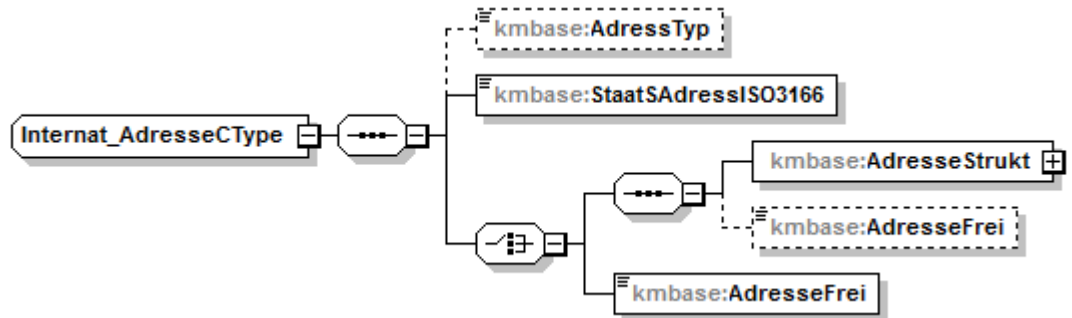 kmbase:AdressTyp
kmbase:StaatSAdressISO3166
Internat_AdresseCType
kmbase:AdresseStrukt
kmbase:AdresseFrei
kmbase:AdresseFrei